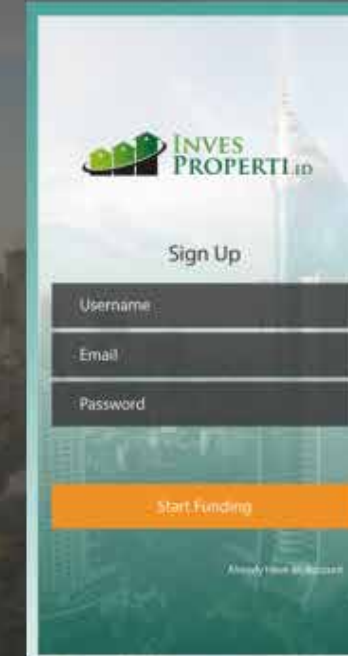 INVES
PROPERTI.ID
Sign Up
Username
Email
Password
Start Funding
Already Have an Account